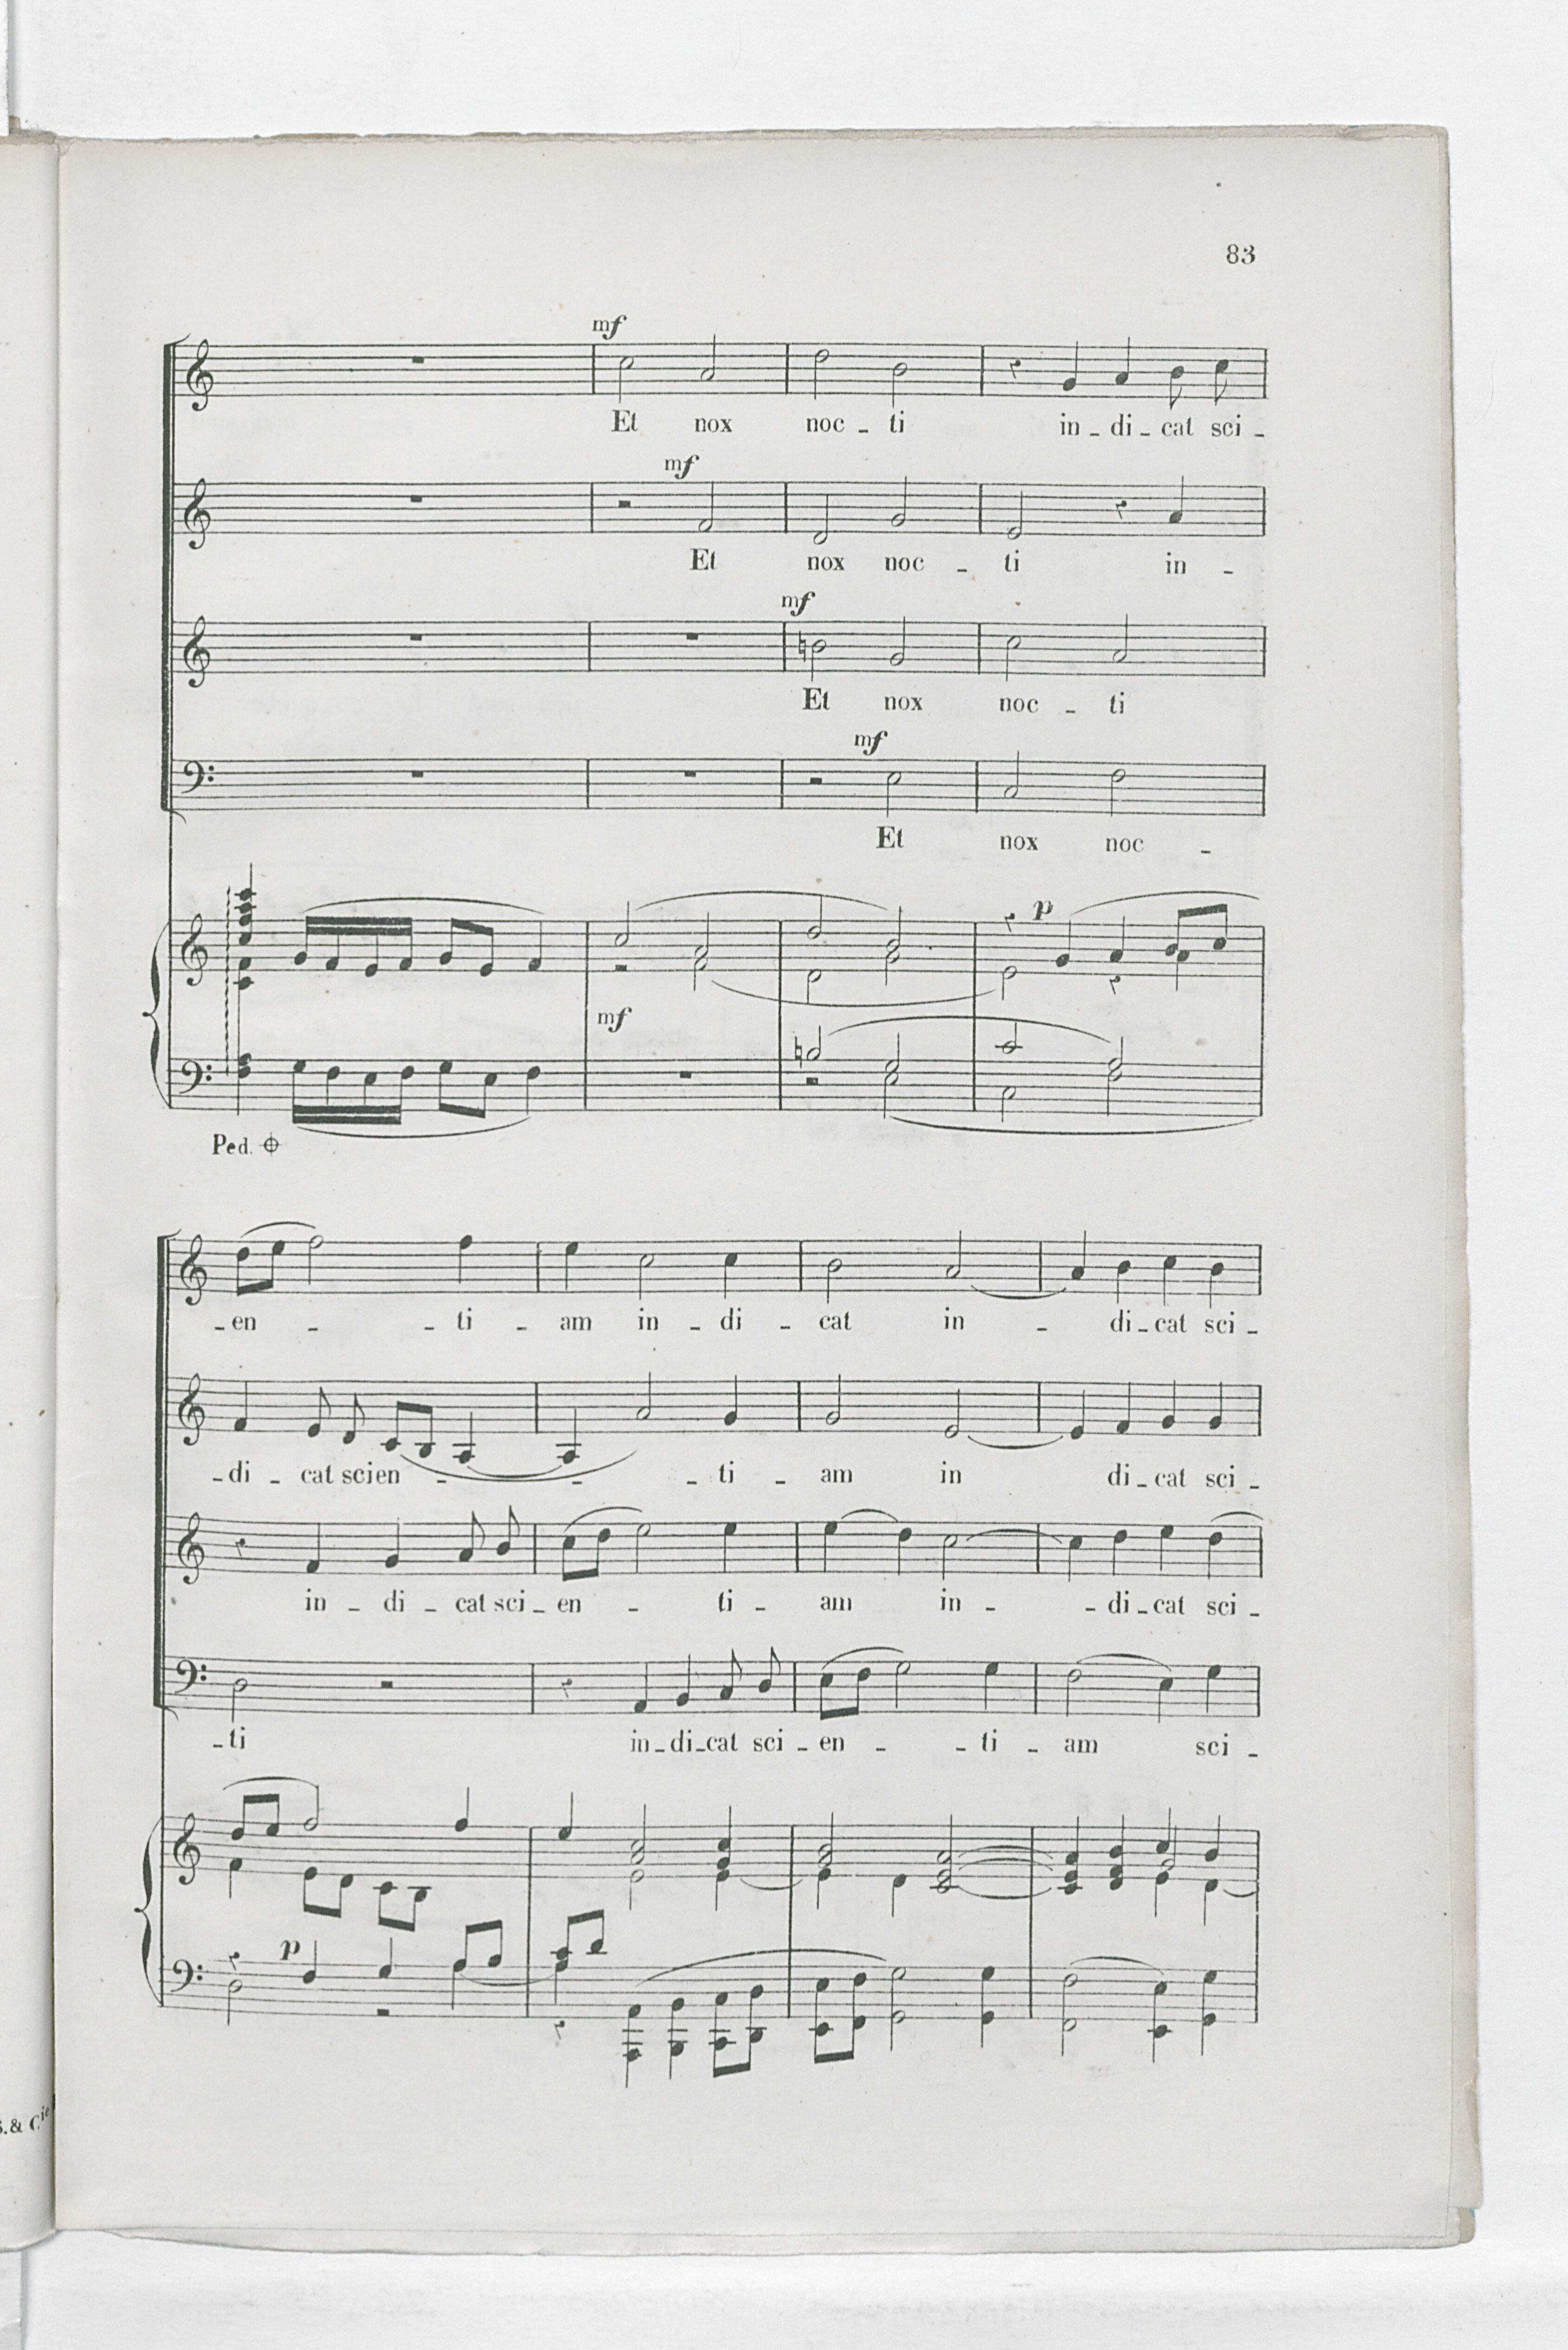 83
mf
Et nox noc - ti in - di - cat sci -
mf
Et nox noc - ti in -
mf
Et nox noc - ti
mf
Et nox noc -
p
mf
Ped.
- en - - ti - am in - di - cat in - di - cat sci -
- di - cat scien - - - ti - am in di - cat sci -
in - di - cat sci - en - ti - am in - - di - cat sci -
- ti in - di - cat sci - en - - ti - am sci -
p
.& Cie